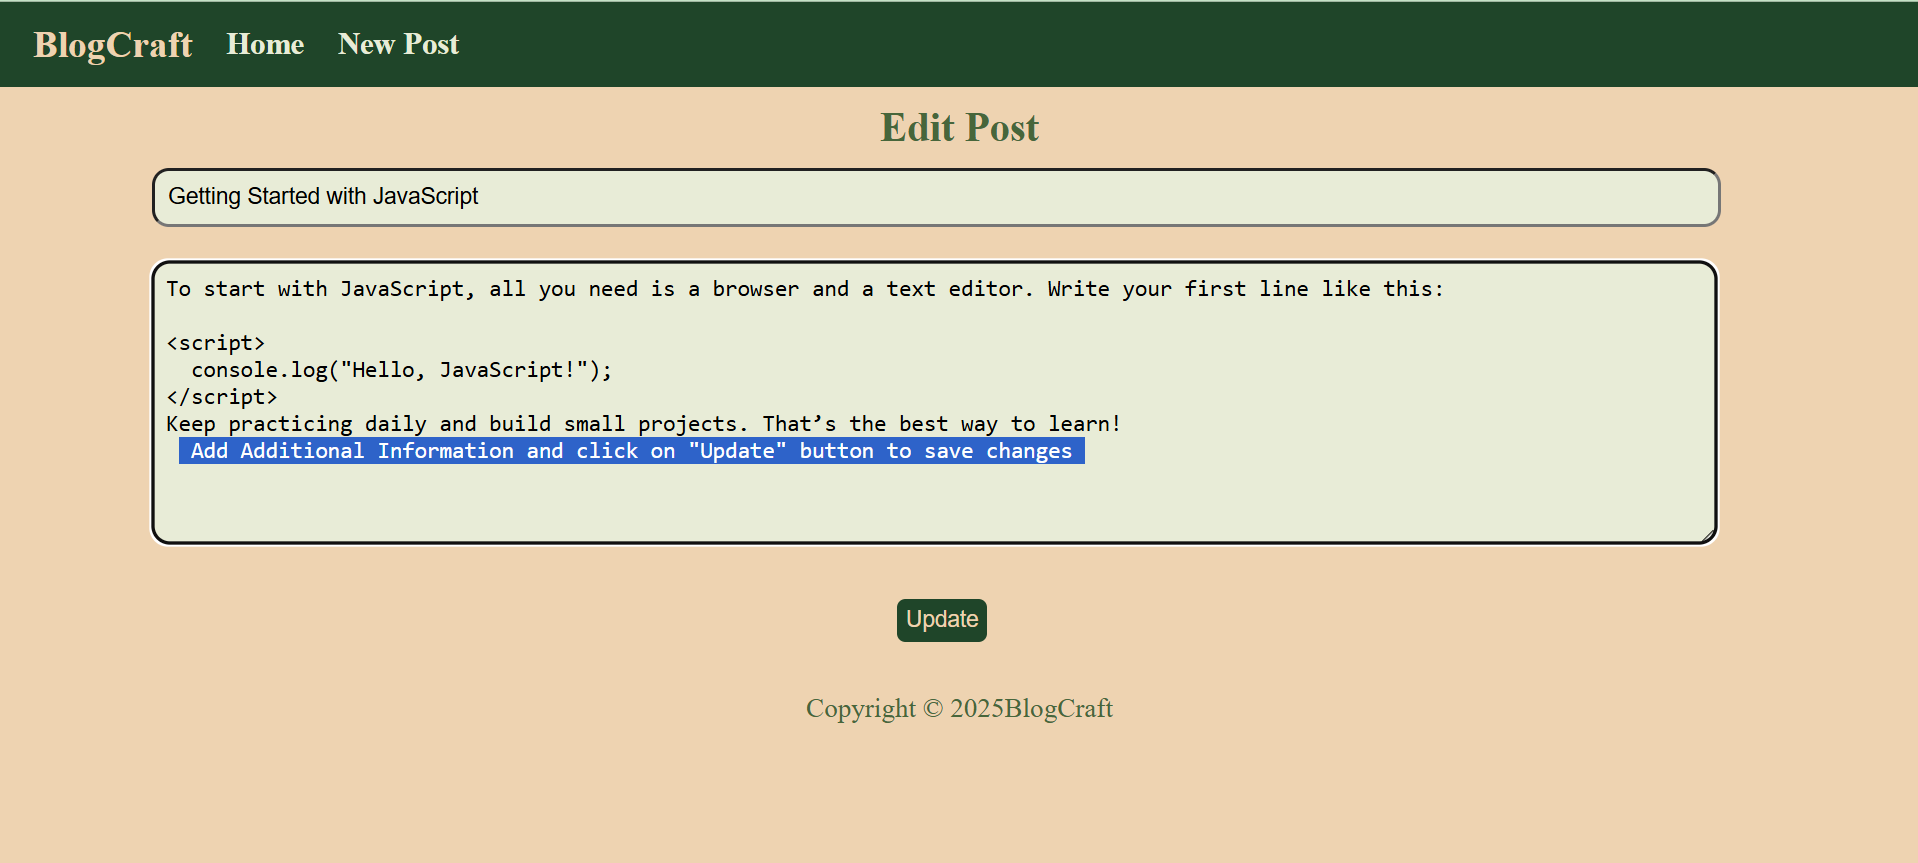 BlogCraft Home New Post
Edit Post
Getting Started with JavaScript
To start with JavaScript, all you need is a browser and a text editor. Write your first line like this:
<script>
console.log("Hello, JavaScript!");
</script>
Keep practicing daily and build small projects. That’s the best way to learn!
Add Additional Information and click on "Update" button to save changes
Update
Copyright © 2025BlogCraft